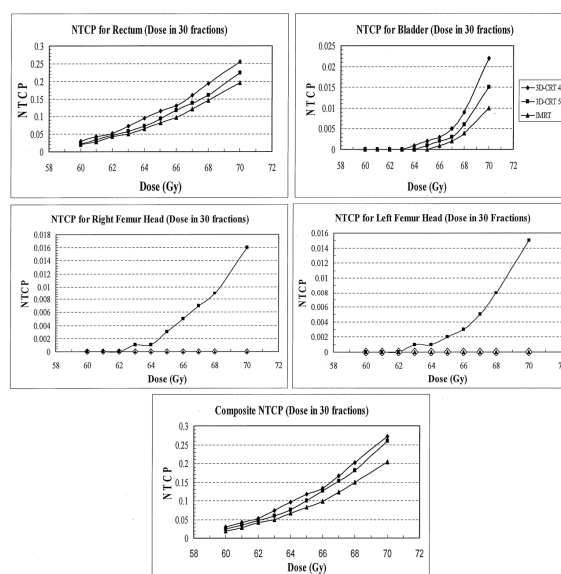 NTCP for Rectum (Dose in 30 fractions)
0.3
0.25
0.2
0.15
0.1
0.05
0
NTCP
58 60 62 64 66 68 70 72
Dose (Gy)
NTCP for Bladder (Dose in 30 fractions)
0.025
0.02
0.015
0.01
0.005
0
NTCP
58 60 62 64 66 68 70 72
Dose (Gy)
3D-CRT 4
3D-CRT 5
IMRT
NTCP for Right Femur Head (Dose in 30 fractions)
0.018
0.016
0.014
0.012
0.01
0.008
0.006
0.004
0.002
0
NTCP
58 60 62 64 66 68 70 72
Dose (Gy)
NTCP for Left Femur Head (Dose in 30 Fractions)
0.016
0.014
0.012
0.01
0.008
0.006
0.004
0.002
0
NTCP
58 60 62 64 66 68 70 72
Dose (Gy)
Composite NTCP (Dose in 30 fractions)
0.3
0.25
0.2
0.15
0.1
0.05
0
NTCP
58 60 62 64 66 68 70 72
Dose (Gy)